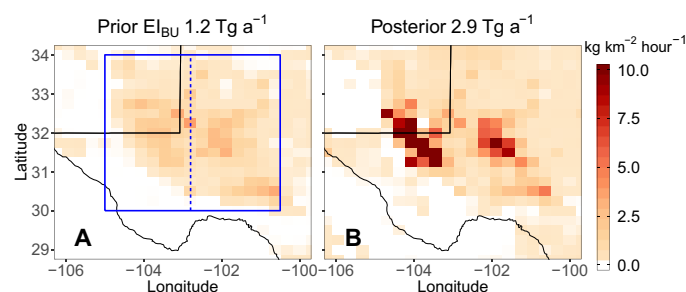 Prior EI_BU 1.2 Tg a⁻¹
Posterior 2.9 Tg a⁻¹
kg km⁻² hour⁻¹
34
33
32
31
30
29
Latitude
A
B
10.0
7.5
5.0
2.5
0.0
−106 −104 −102 −100
−106 −104 −102 −100
Longitude
Longitude